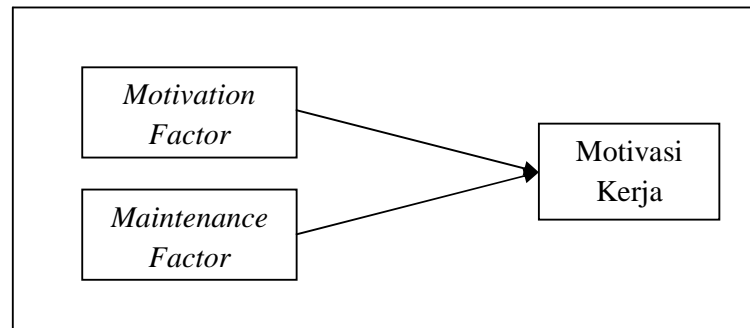 Motivation
Factor
Maintenance
Factor
Motivasi
Kerja